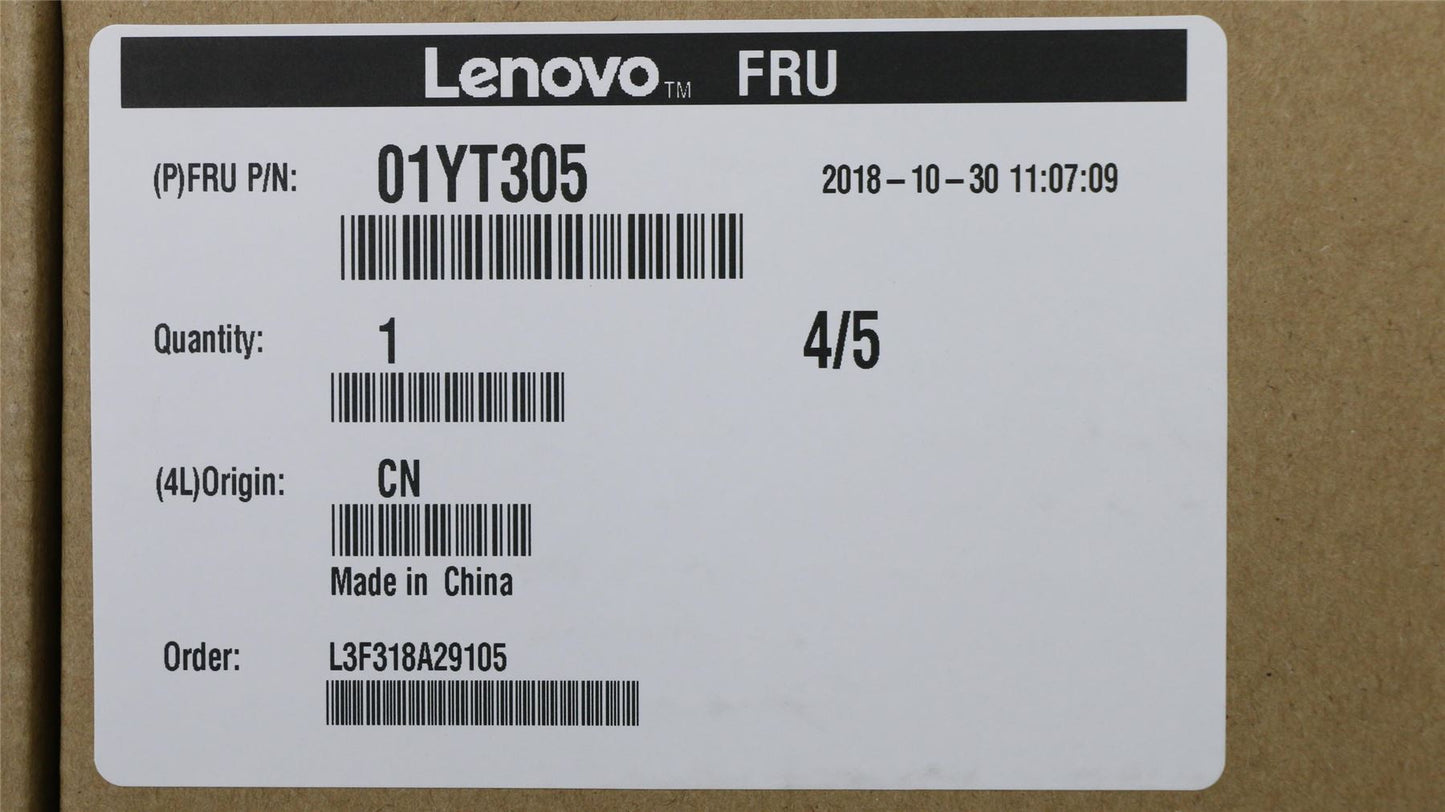 Lenovo™ FRU
(P)FRU P/N: 01YT305 2018-10-30 11:07:09
Quantity: 1 4/5
(4L)Origin: CN
Made in China
Order: L3F318A29105